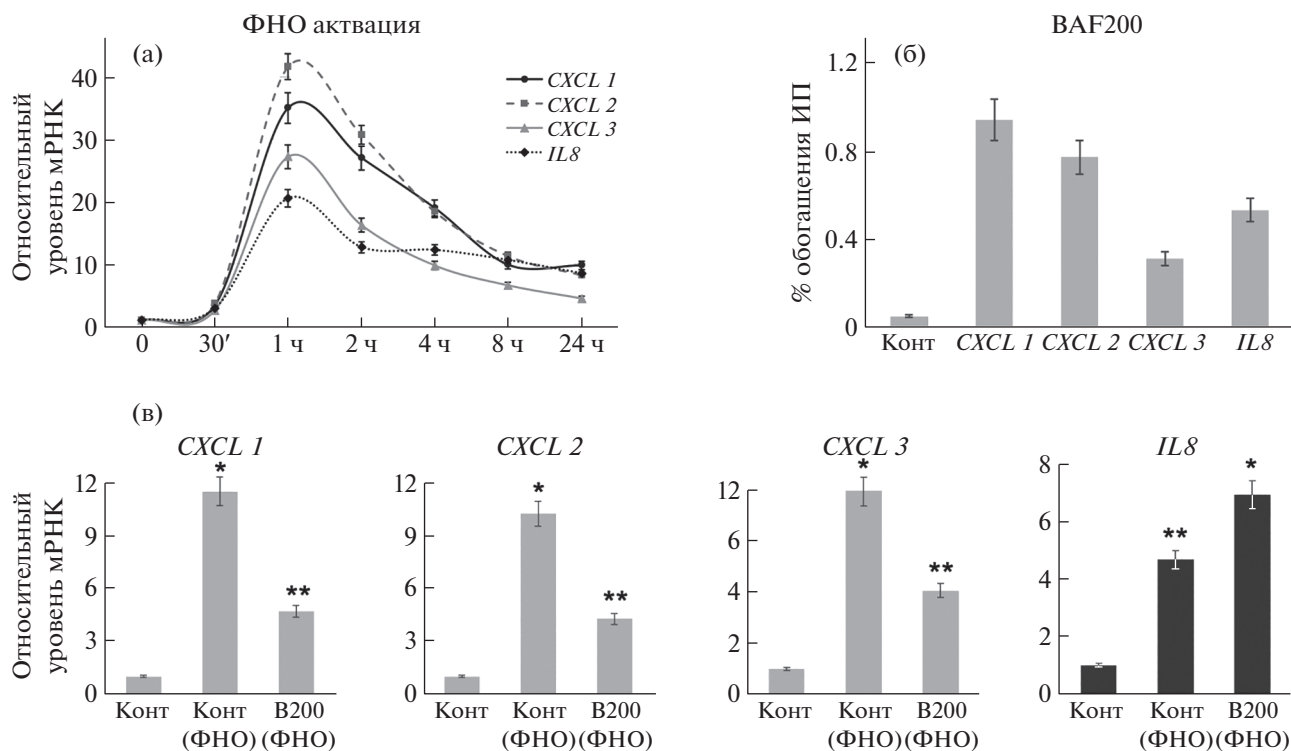 ФНО актвация
(а)
Относительный
уровень мРНК
40
30
20
10
0
0 30′ 1 ч 2 ч 4 ч 8 ч 24 ч
CXCL 1
CXCL 2
CXCL 3
IL8
BAF200
(б)
% обогащения ИП
1.2
0.8
0.4
0
Конт CXCL 1 CXCL 2 CXCL 3 IL8
(в)
Относительный
уровень мРНК
CXCL 1
12
9
6
3
0
* **
Конт Конт B200
(ФНО) (ФНО)
CXCL 2
12
9
6
3
0
* **
Конт Конт B200
(ФНО) (ФНО)
CXCL 3
12
12
6
4
2
0
* **
Конт Конт B200
(ФНО) (ФНО)
IL8
8
6
4
2
0
** *
Конт Конт B200
(ФНО) (ФНО)